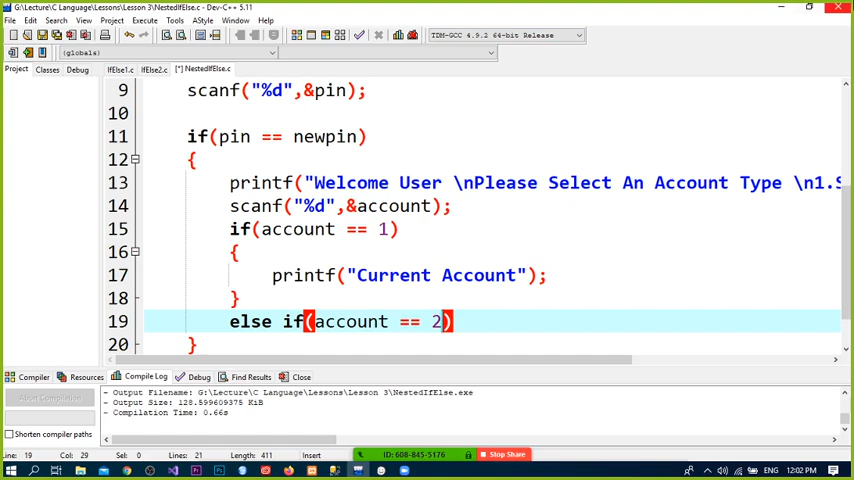 G:\Lecture\C Language\Lessons\Lesson 3\NestedIfElse.c - Dev-C++ 5.11
File Edit Search View Project Execute Tools AStyle Window Help
TDM-GCC 4.9.2 64-bit Release
(globals)
Project Classes Debug IfElse1.c IfElse2.c [*] NestedIfElse.c
9 scanf("%d",&pin);
10
11 if(pin == newpin)
12 {
13 printf("Welcome User \nPlease Select An Account Type \n1.S
14 scanf("%d",&account);
15 if(account == 1)
16 {
17 printf("Current Account");
18 }
19 else if(account == 2)
20 }
Compiler Resources Compile Log Debug Find Results Close
Abort Compilation
Shorten compiler paths
- Output Filename: G:\Lecture\C Language\Lessons\Lesson 3\NestedIfElse.exe
- Output Size: 128.599609375 KiB
- Compilation Time: 0.66s
Line: 19 Col: 29 Sel: 0 Lines: 21 Length: 411 Insert
ID: 608-845-5176 Stop Share
ENG 12:02 PM